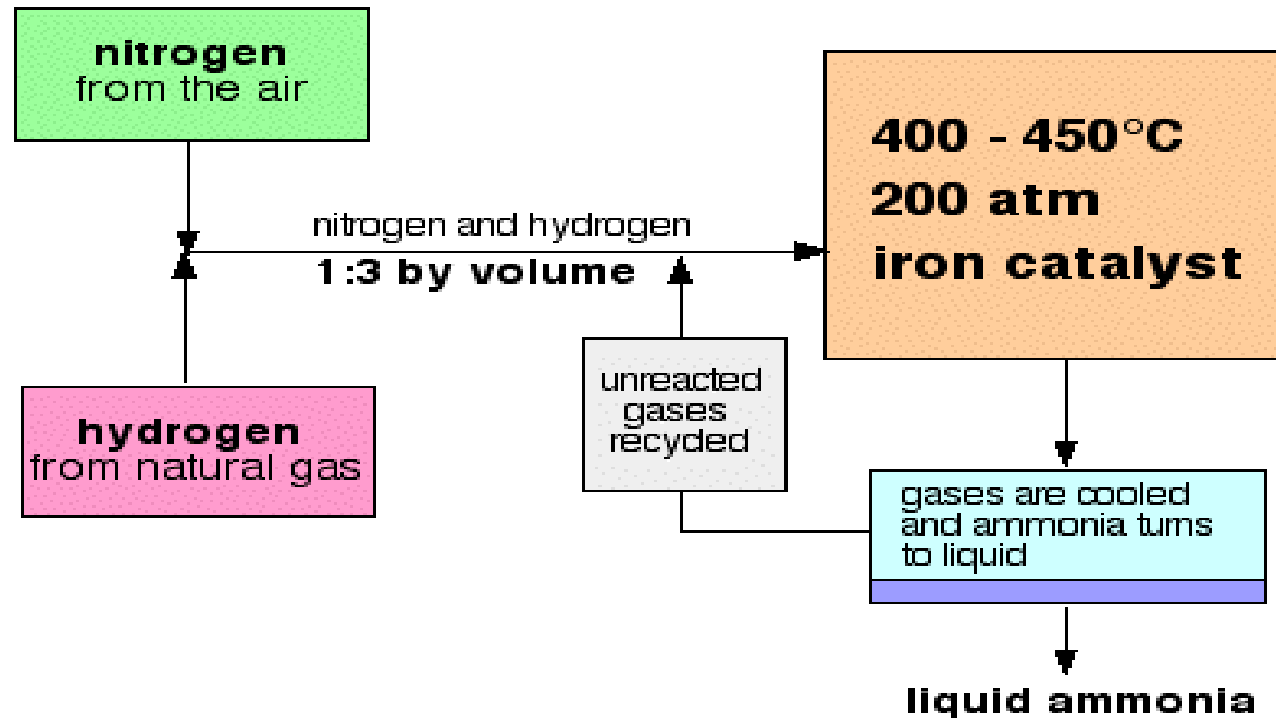 nitrogen
from the air
400 - 450°C
200 atm
iron catalyst
nitrogen and hydrogen
1:3 by volume
unreacted
gases
recycled
hydrogen
from natural gas
gases are cooled
and ammonia turns
to liquid
liquid ammonia